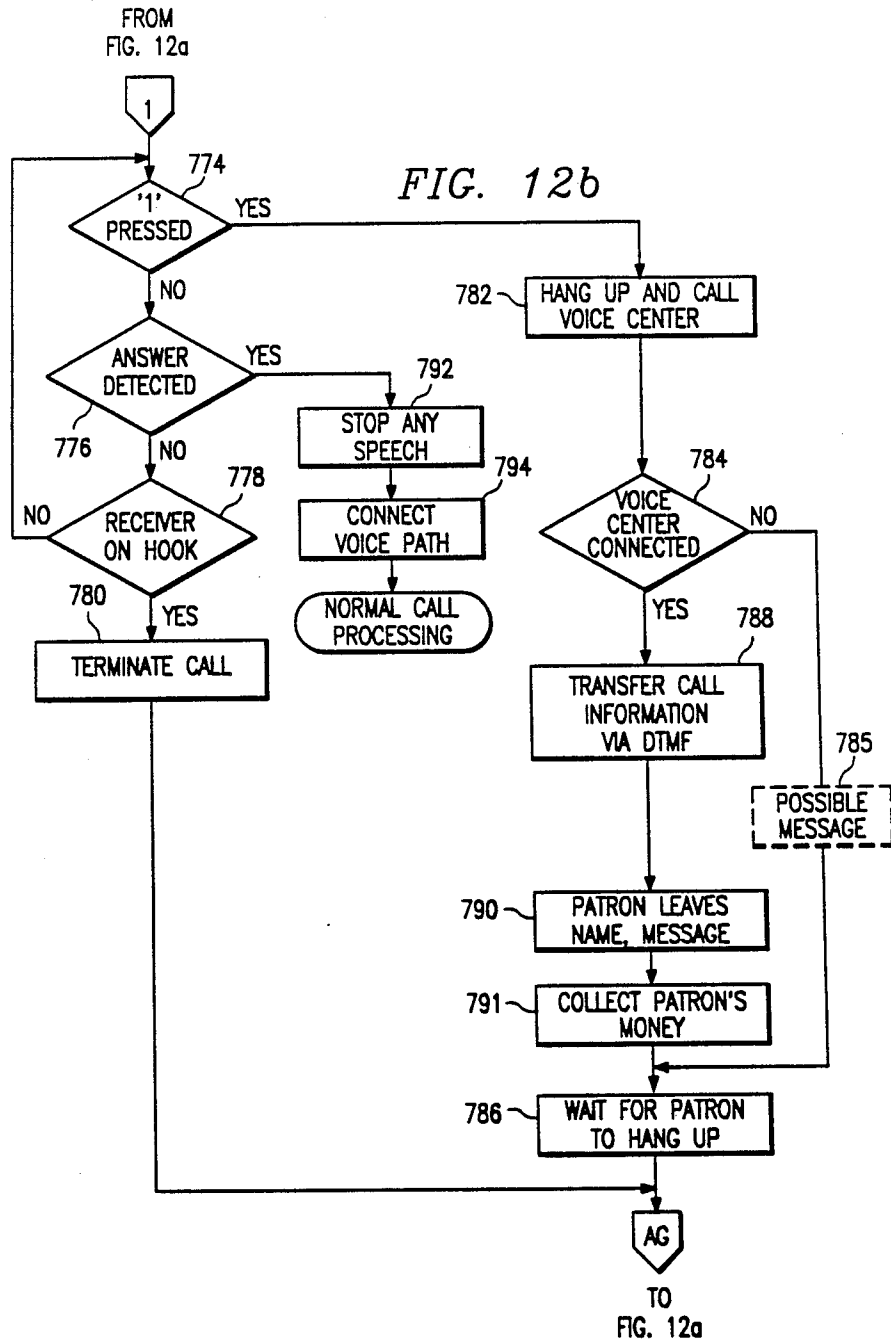 FROM
FIG. 12a
1
774
FIG. 12b
'1'
PRESSED
YES
NO
782
HANG UP AND CALL
VOICE CENTER
ANSWER
DETECTED
YES
776
NO
792
STOP ANY
SPEECH
794
CONNECT
VOICE PATH
NORMAL CALL
PROCESSING
778
NO
RECEIVER
ON HOOK
YES
780
TERMINATE CALL
784
VOICE
CENTER
CONNECTED
NO
YES
788
TRANSFER CALL
INFORMATION
VIA DTMF
785
POSSIBLE
MESSAGE
790
PATRON LEAVES
NAME, MESSAGE
791
COLLECT PATRON'S
MONEY
786
WAIT FOR PATRON
TO HANG UP
AG
TO
FIG. 12a